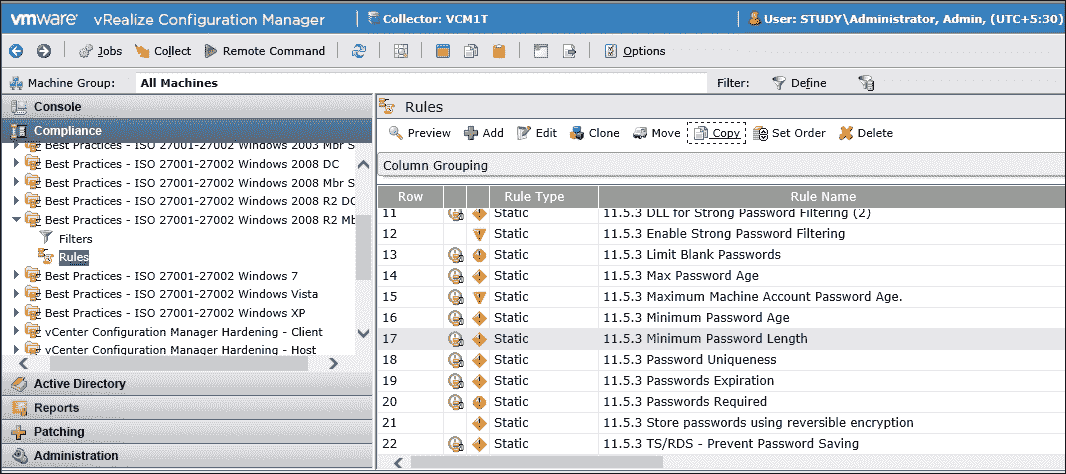 vmware vRealize Configuration Manager Collector: VCM1T User: STUDY\Administrator, Admin, (UTC+5:30)
Jobs Collect Remote Command Options
Machine Group: All Machines Filter: Define
Console
Compliance
Best Practices - ISO 27001-27002 Windows 2003 Mbr S
Best Practices - ISO 27001-27002 Windows 2008 DC
Best Practices - ISO 27001-27002 Windows 2008 Mbr S
Best Practices - ISO 27001-27002 Windows 2008 R2 DC
Best Practices - ISO 27001-27002 Windows 2008 R2 Mb
Filters
Rules
Best Practices - ISO 27001-27002 Windows 7
Best Practices - ISO 27001-27002 Windows Vista
Best Practices - ISO 27001-27002 Windows XP
vCenter Configuration Manager Hardening - Client
vCenter Configuration Manager Hardening - Host
Active Directory
Reports
Patching
Administration
Rules
Preview Add Edit Clone Move Copy Set Order Delete
Column Grouping
Row Rule Type Rule Name
11 Static 11.5.3 DLL for Strong Password Filtering (2)
12 Static 11.5.3 Enable Strong Password Filtering
13 Static 11.5.3 Limit Blank Passwords
14 Static 11.5.3 Max Password Age
15 Static 11.5.3 Maximum Machine Account Password Age.
16 Static 11.5.3 Minimum Password Age
17 Static 11.5.3 Minimum Password Length
18 Static 11.5.3 Password Uniqueness
19 Static 11.5.3 Passwords Expiration
20 Static 11.5.3 Passwords Required
21 Static 11.5.3 Store passwords using reversible encryption
22 Static 11.5.3 TS/RDS - Prevent Password Saving